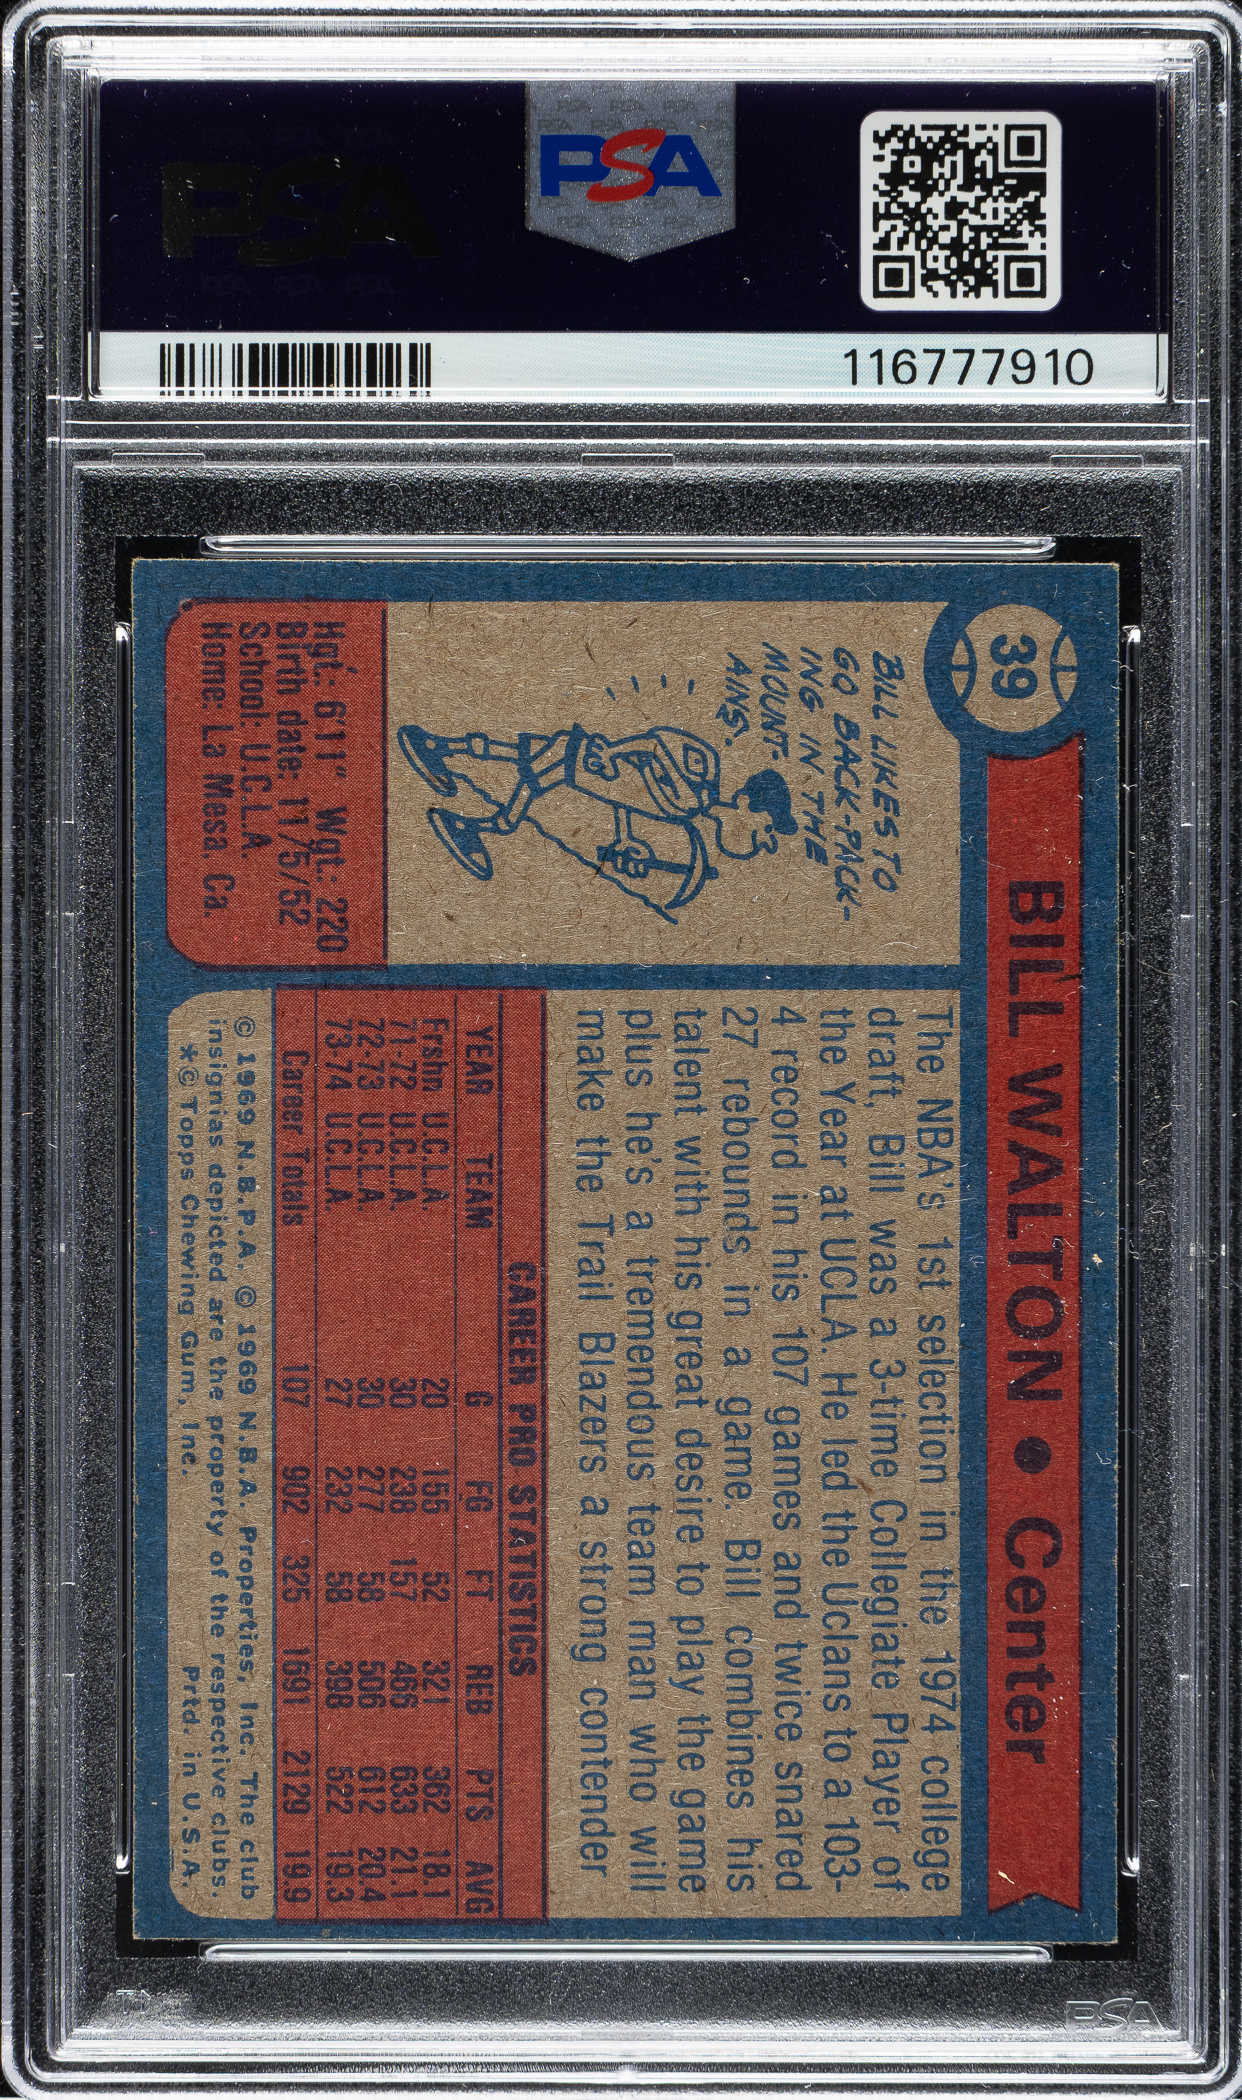 PSA
PSA
116777910
39
BILL WALTON • Center
BILL LIKES TO
GO BACK-PACK-
ING IN THE
MOUNT-
AINS.
Hgt.: 6'11" Wgt.: 220
Birth date: 11/5/52
School: U.C.L.A.
Home: La Mesa, Ca.
The NBA's 1st selection in the 1974 college
draft, Bill was a 3-time Collegiate Player of
the Year at UCLA. He led the Uclans to a 103-
4 record in his 107 games and twice snared
27 rebounds in a game. Bill combines his
talent with his great desire to play the game
plus he's a tremendous team man who will
make the Trail Blazers a strong contender
CAREER PRO STATISTICS
YEAR TEAM G FG FT REB PTS AVG
Frshn. U.C.L.A. 20 155 52 321 362 18.1
71-72 U.C.L.A. 30 238 157 466 633 21.1
72-73 U.C.L.A. 30 277 58 506 612 20.4
73-74 U.C.L.A. 27 232 58 398 522 19.3
Career Totals 107 902 325 1691 2129 19.9
© 1969 N.B.P.A. © 1969 N.B.A. Properties, Inc. The club
insignias depicted are the property of the respective clubs.
*© Topps Chewing Gum, Inc. Prtd. in U.S.A.
PSA